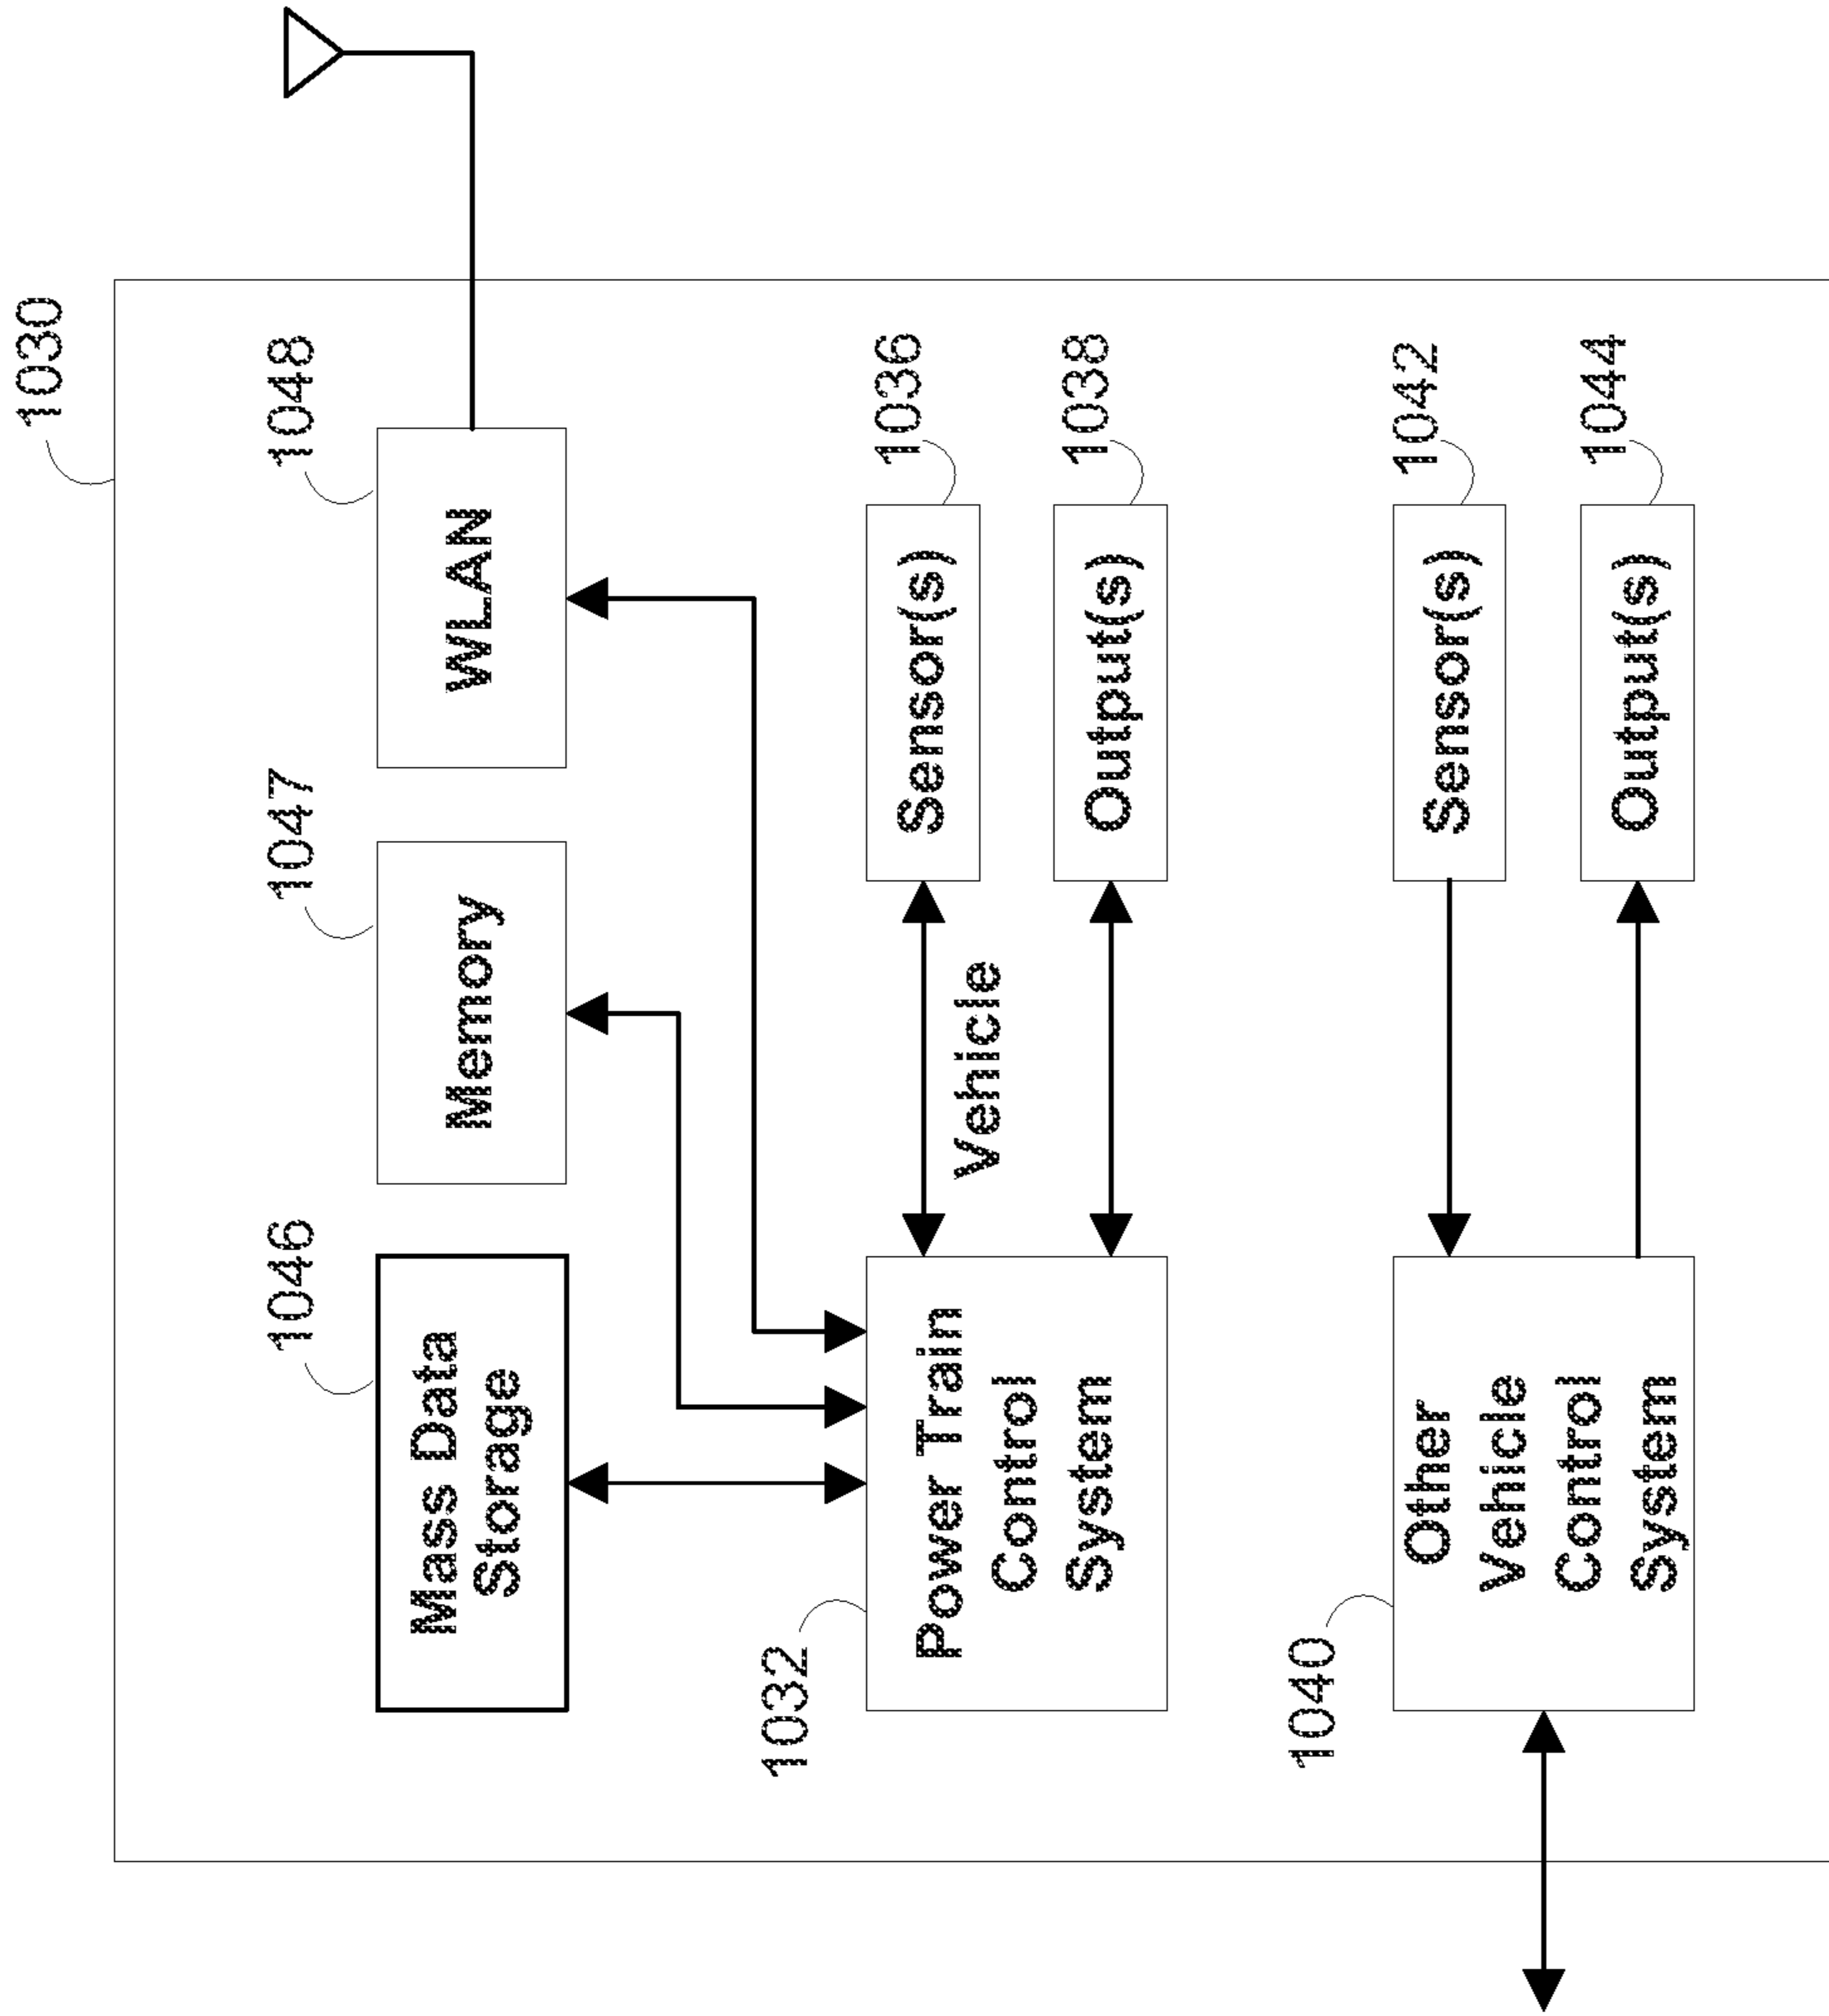 1030
1046
1047
1048
Mass Data
Storage
Memory
WLAN
1032
Power Train
Control
System
Vehicle
Sensor(s)
1036
Output(s)
1038
1040
Other
Vehicle
Control
System
Sensor(s)
1042
Output(s)
1044